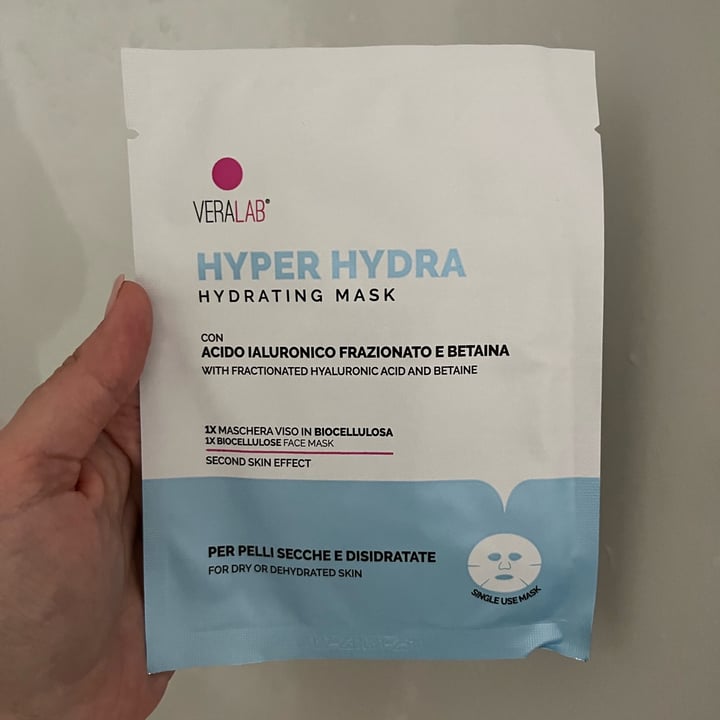 VERALAB®
HYPER HYDRA
HYDRATING MASK
CON
ACIDO IALURONICO FRAZIONATO E BETAINA
WITH FRACTIONATED HYALURONIC ACID AND BETAINE
1X MASCHERA VISO IN BIOCELLULOSA
1X BIOCELLULOSE FACE MASK
SECOND SKIN EFFECT
PER PELLI SECCHE E DISIDRATATE
FOR DRY OR DEHYDRATED SKIN
SINGLE USE MASK